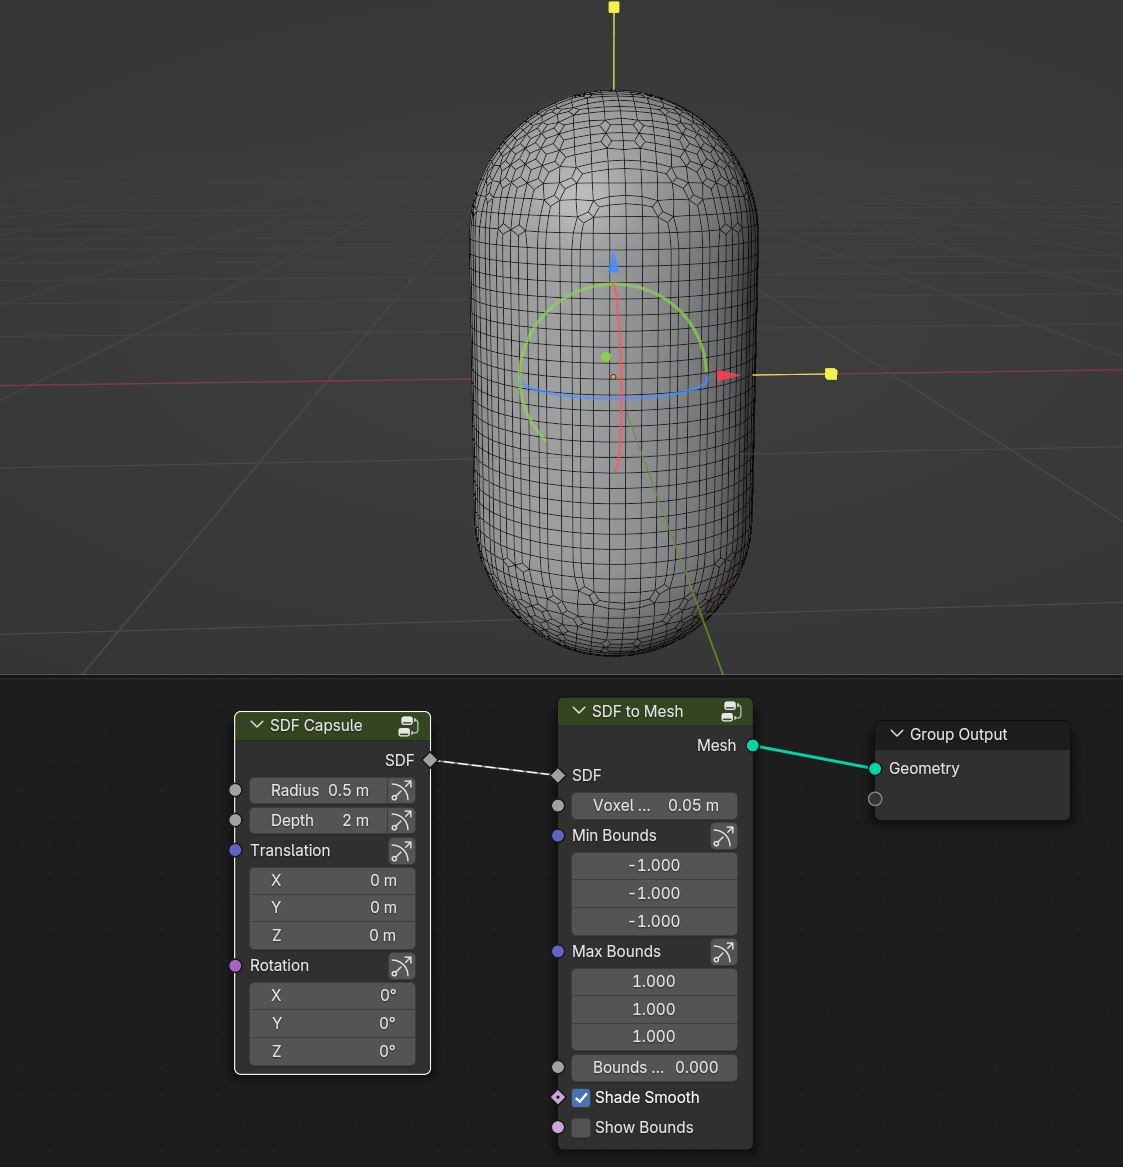 SDF Capsule
SDF
Radius 0.5 m
Depth 2 m
Translation
X 0 m
Y 0 m
Z 0 m
Rotation
X 0°
Y 0°
Z 0°
SDF to Mesh
Mesh
SDF
Voxel ... 0.05 m
Min Bounds
-1.000
-1.000
-1.000
Max Bounds
1.000
1.000
1.000
Bounds ... 0.000
Shade Smooth
Show Bounds
Group Output
Geometry